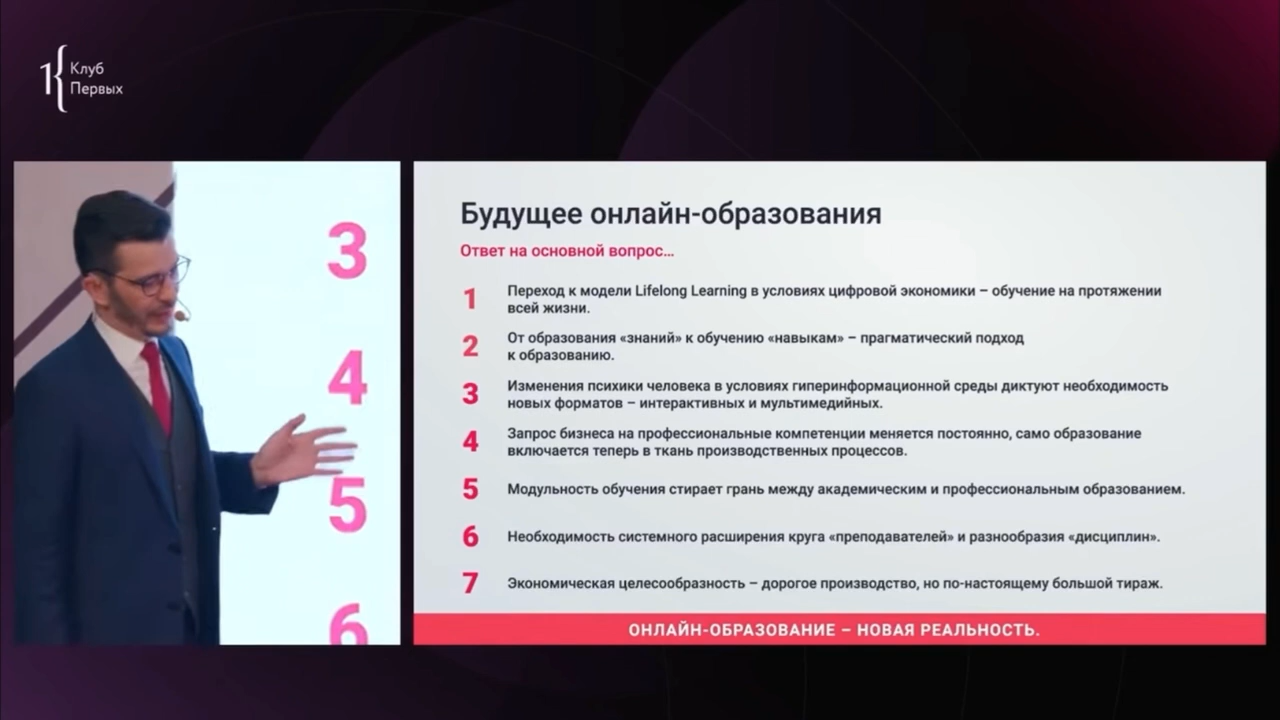 1К
Клуб
Первых
3
4
5
6
Будущее онлайн-образования
Ответ на основной вопрос...
1
Переход к модели Lifelong Learning в условиях цифровой экономики – обучение на протяжении
всей жизни.
2
От образования «знаний» к обучению «навыкам» – прагматический подход
к образованию.
3
Изменения психики человека в условиях гиперинформационной среды диктуют необходимость
новых форматов – интерактивных и мультимедийных.
4
Запрос бизнеса на профессиональные компетенции меняется постоянно, само образование
включается теперь в ткань производственных процессов.
5
Модульность обучения стирает грань между академическим и профессиональным образованием.
6
Необходимость системного расширения круга «преподавателей» и разнообразия «дисциплин».
7
Экономическая целесообразность – дорогое производство, но по-настоящему большой тираж.
ОНЛАЙН-ОБРАЗОВАНИЕ – НОВАЯ РЕАЛЬНОСТЬ.